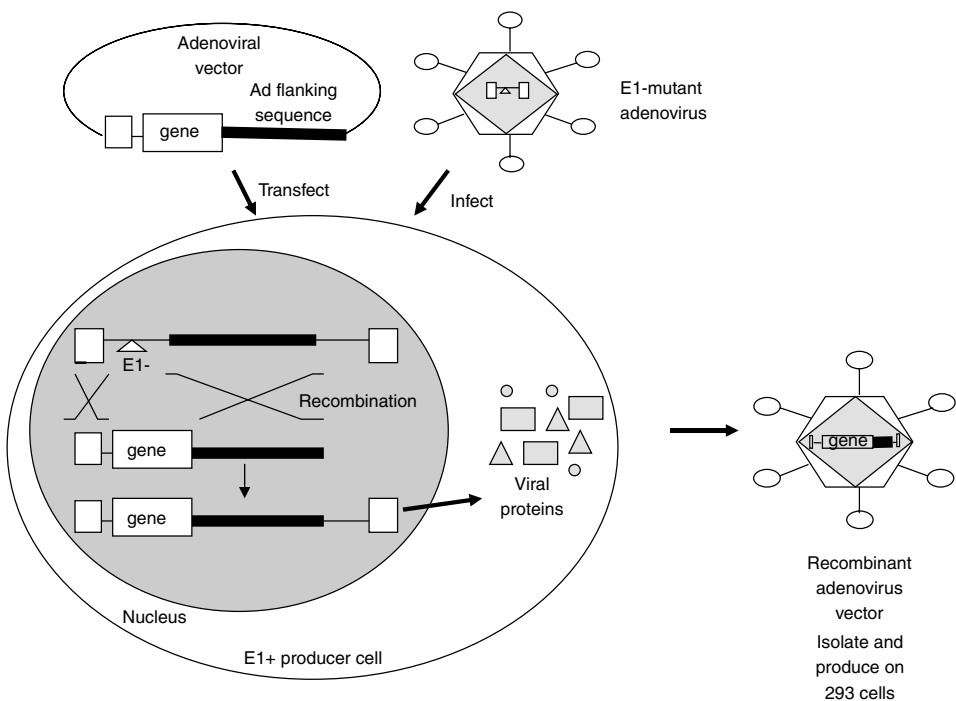 Adenoviral
vector
Ad flanking
sequence
gene
E1-mutant
adenovirus
Transfect
Infect
E1-
Recombination
gene
gene
Viral
proteins
Nucleus
E1+ producer cell
gene
Recombinant
adenovirus
vector
Isolate and
produce on
293 cells